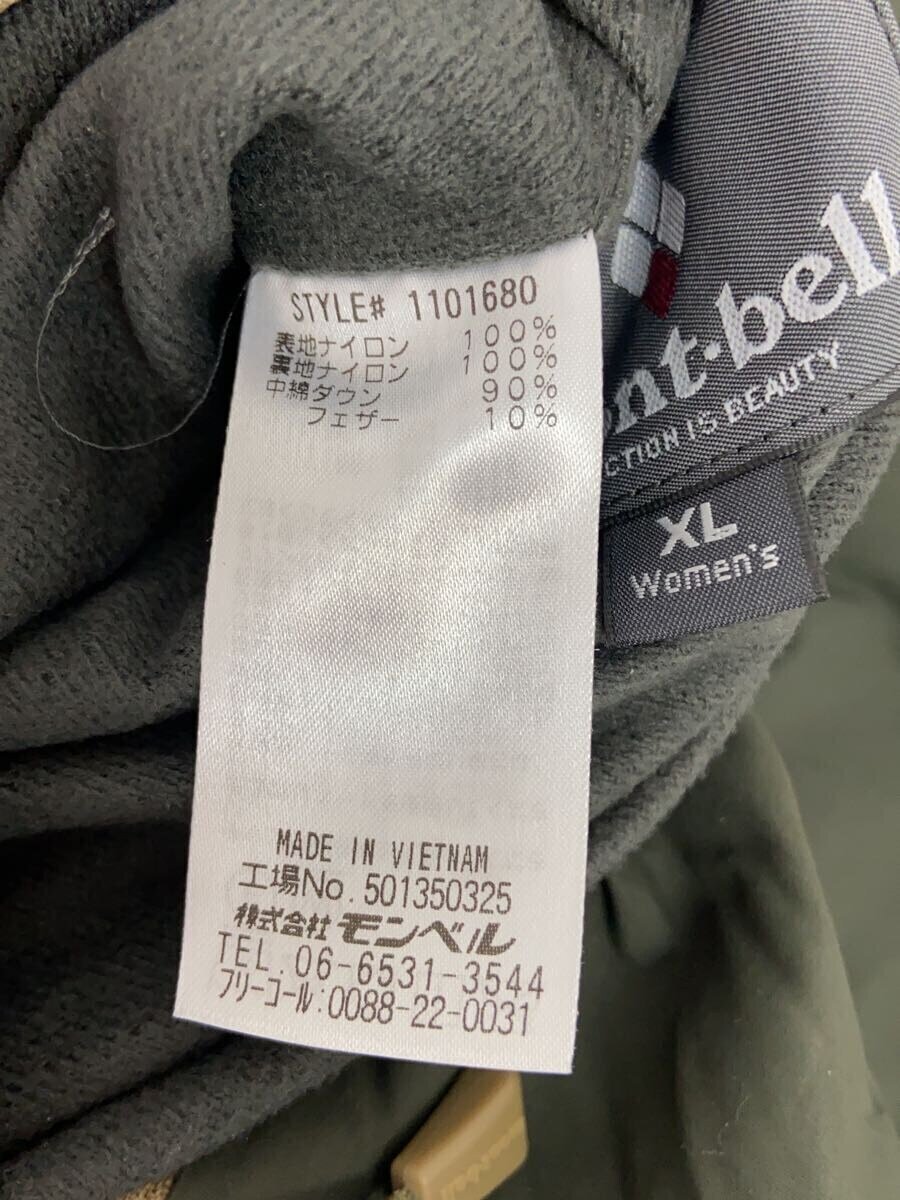 STYLE# 1101680
表地ナイロン 100%
裏地ナイロン 100%
中綿ダウン 90%
フェザー 10%
MADE IN VIETNAM
工場No.501350325
株式会社モンベル
TEL.06-6531-3544
フリーコール:0088-22-0031
ont·bell
CTION IS BEAUTY
XL
Women's